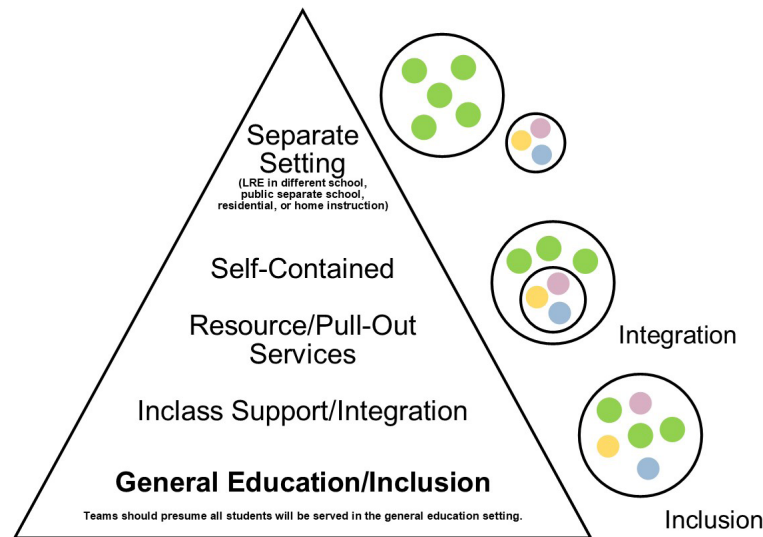 Separate
Setting
(LRE in different school,
public separate school,
residential, or home instruction)
Self-Contained
Resource/Pull-Out
Services
Integration
Inclass Support/Integration
General Education/Inclusion
Teams should presume all students will be served in the general education setting.
Inclusion